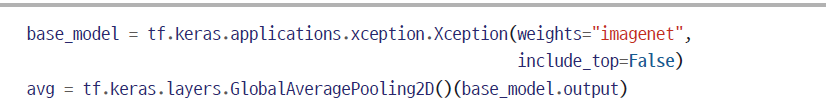 base_model = tf.keras.applications.xception.Xception(weights="imagenet",
                                                     include_top=False)
avg = tf.keras.layers.GlobalAveragePooling2D()(base_model.output)